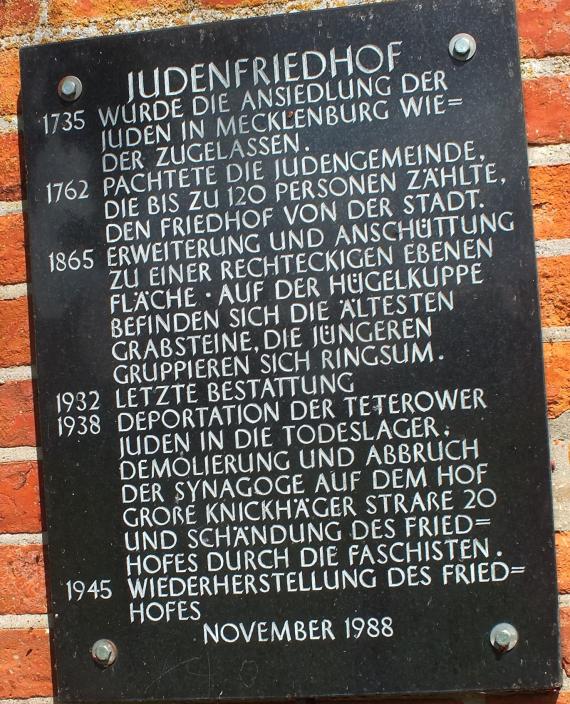 JUDENFRIEDHOF
1735 WURDE DIE ANSIEDLUNG DER
JUDEN IN MECKLENBURG WIE=
DER ZUGELASSEN.
1762 PACHTETE DIE JUDENGEMEINDE,
DIE BIS ZU 120 PERSONEN ZÄHLTE,
DEN FRIEDHOF VON DER STADT.
1865 ERWEITERUNG UND ANSCHÜTTUNG
ZU EINER RECHTECKIGEN EBENEN
FLÄCHE · AUF DER HÜGELKUPPE
BEFINDEN SICH DIE ÄLTESTEN
GRABSTEINE, DIE JÜNGEREN
GRUPPIEREN SICH RINGSUM.
1932 LETZTE BESTATTUNG
1938 DEPORTATION DER TETEROWER
JUDEN IN DIE TODESLAGER.
DEMOLIERUNG UND ABBRUCH
DER SYNAGOGE AUF DEM HOF
GROßE KNICKHÄGER STRAßE 20
UND SCHÄNDUNG DES FRIED=
HOFES DURCH DIE FASCHISTEN.
1945 WIEDERHERSTELLUNG DES FRIED=
HOFES
NOVEMBER 1988